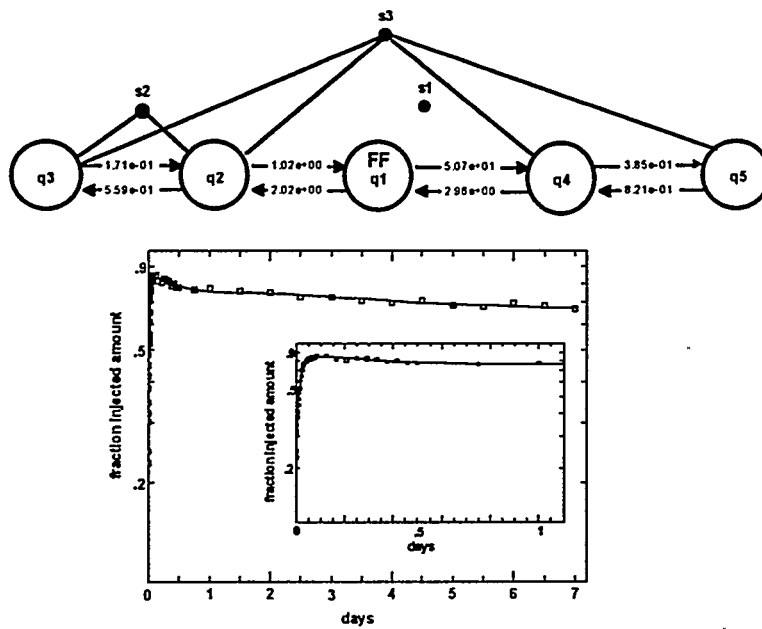 s3
s2
s1
q3
1.71e-01
5.59e-01
q2
1.02e+00
2.02e+00
FF
q1
5.07e+01
2.96e+00
q4
3.85e-01
8.21e-01
q5
fraction injected amount
.9
.5
.2
0 1 2 3 4 5 6 7
days
fraction injected amount
.2
0 .5 1
days